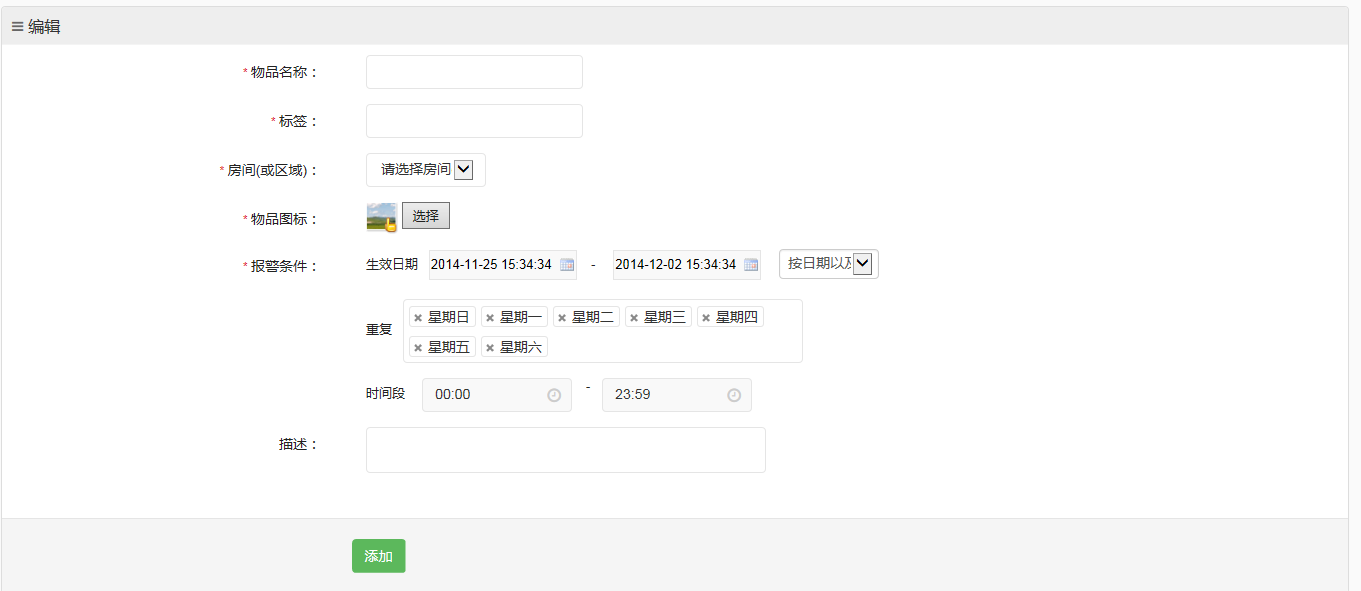 编辑
* 物品名称：
* 标签：
* 房间(或区域)： 请选择房间
* 物品图标： 选择
* 报警条件： 生效日期 2014-11-25 15:34:34 - 2014-12-02 15:34:34 按日期以
重复 × 星期日 × 星期一 × 星期二 × 星期三 × 星期四
× 星期五 × 星期六
时间段 00:00 - 23:59
描述：
添加